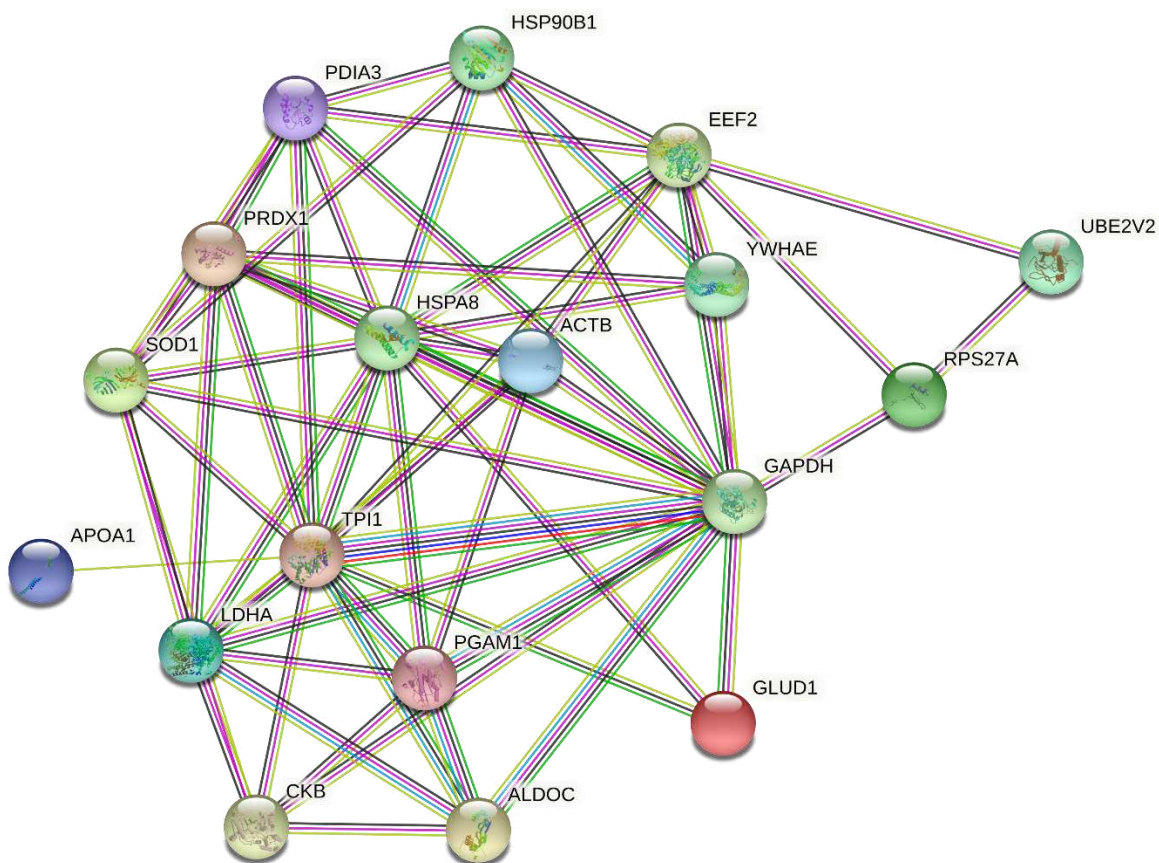 HSP90B1
PDIA3
EEF2
PRDX1
YWHAE
UBE2V2
HSPA8
ACTB
SOD1
RPS27A
GAPDH
TPI1
APOA1
LDHA
PGAM1
GLUD1
CKB
ALDOC